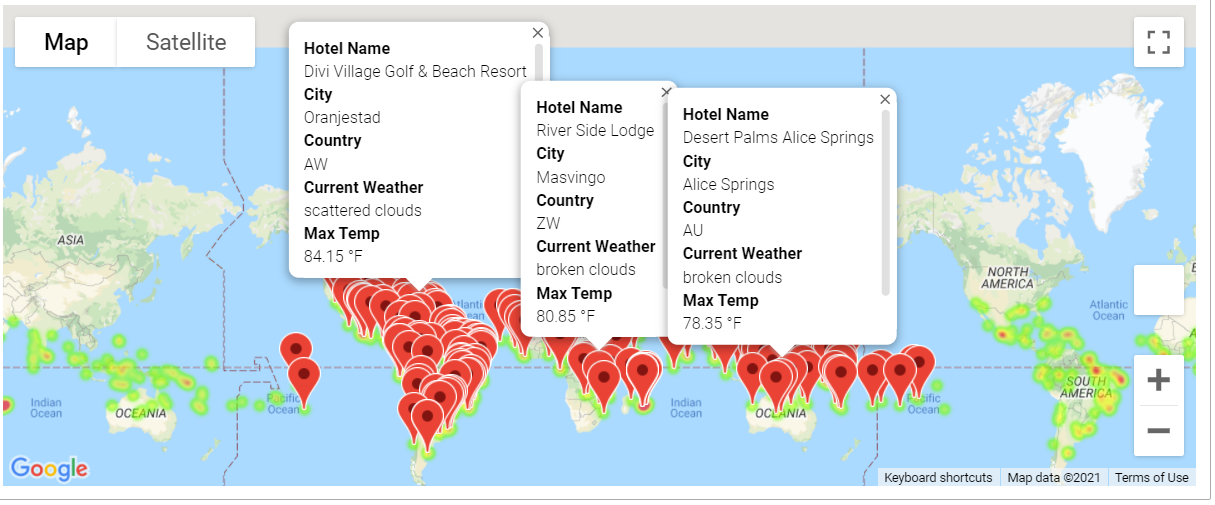 Map
Satellite
Hotel Name
Divi Village Golf & Beach Resort
City
Oranjestad
Country
AW
Current Weather
scattered clouds
Max Temp
84.15 °F
Hotel Name
River Side Lodge
City
Masvingo
Country
ZW
Current Weather
broken clouds
Max Temp
80.85 °F
Hotel Name
Desert Palms Alice Springs
City
Alice Springs
Country
AU
Current Weather
broken clouds
Max Temp
78.35 °F
ASIA
NORTH
AMERICA
Atlantic
Ocean
SOUTH
AMERICA
Indian
Ocean
OCEANIA
Pacific
Ocean
Indian
Ocean
OCEANIA
Pacific
Ocean
Google
Keyboard shortcuts
Map data ©2021
Terms of Use